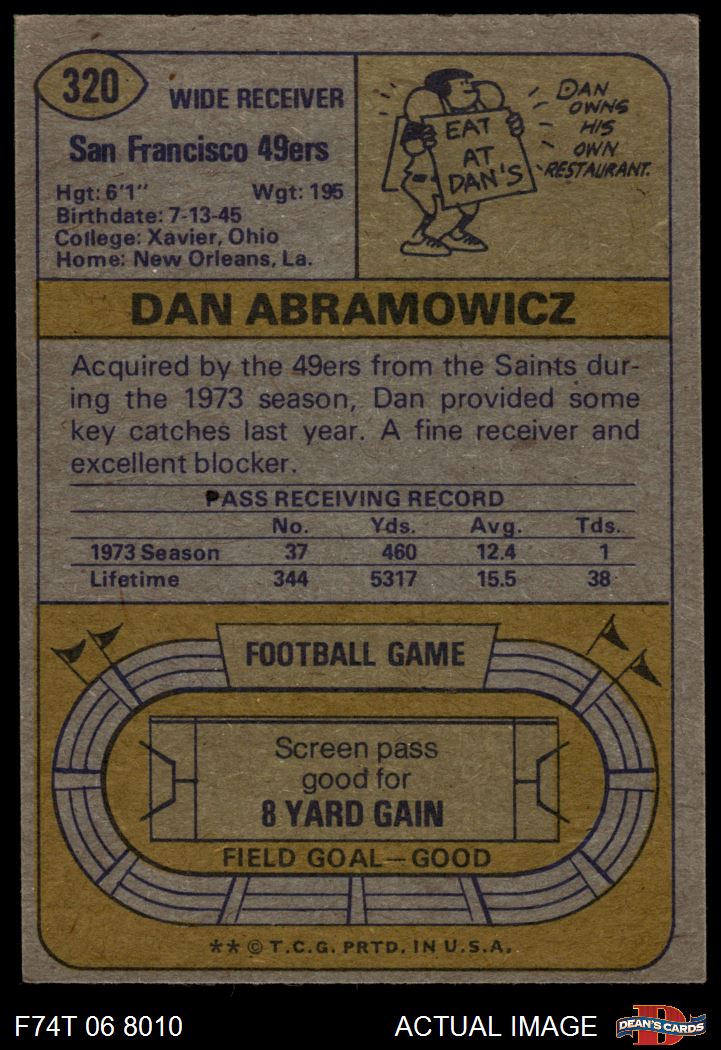 320
WIDE RECEIVER
San Francisco 49ers
Hgt: 6'1" Wgt: 195
Birthdate: 7-13-45
College: Xavier, Ohio
Home: New Orleans, La.
EAT
AT
DAN'S
DAN
OWNS
HIS
OWN
RESTAURANT.
DAN ABRAMOWICZ
Acquired by the 49ers from the Saints dur-
ing the 1973 season, Dan provided some
key catches last year. A fine receiver and
excellent blocker.
PASS RECEIVING RECORD
No. Yds. Avg. Tds.
1973 Season 37 460 12.4 1
Lifetime 344 5317 15.5 38
FOOTBALL GAME
Screen pass
good for
8 YARD GAIN
FIELD GOAL—GOOD
** © T.C.G. PRTD. IN U.S.A.
F74T 06 8010 ACTUAL IMAGE
D
DEAN'S CARDS